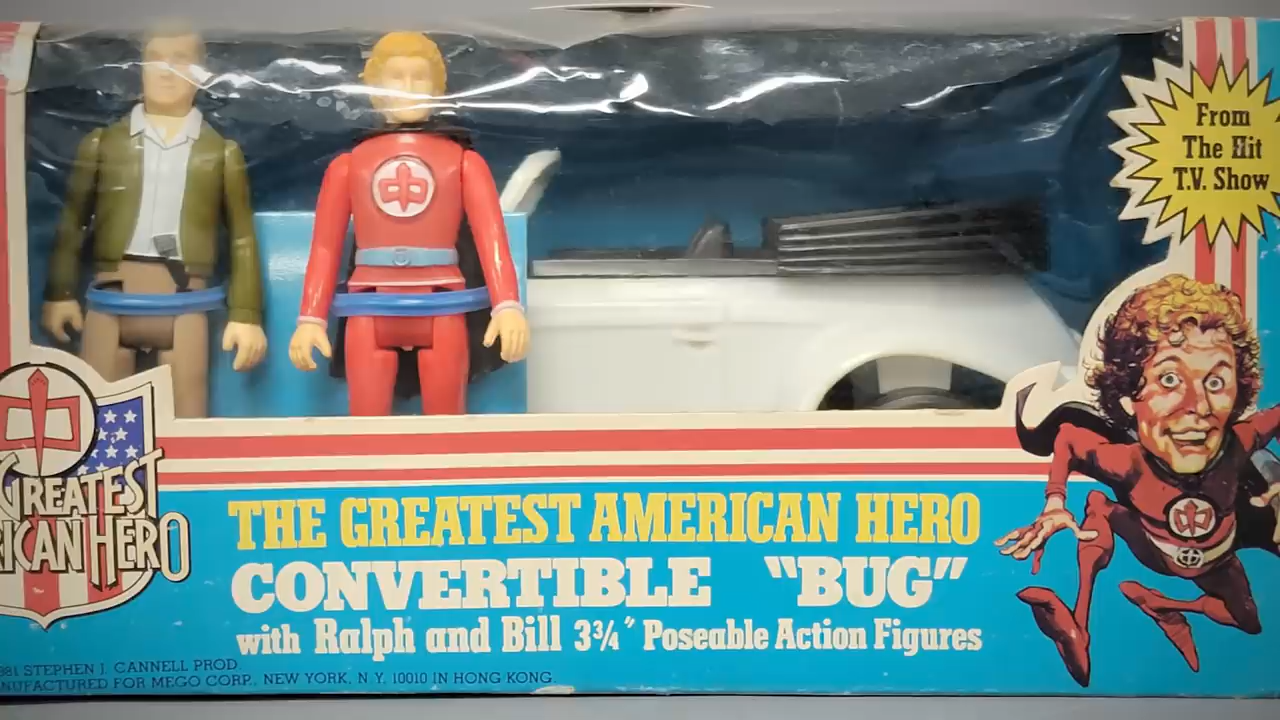 From
The Hit
T.V. Show
GREATEST
RICAN HERO
THE GREATEST AMERICAN HERO
CONVERTIBLE "BUG"
with Ralph and Bill 3¾" Poseable Action Figures
981 STEPHEN J. CANNELL PROD.
NUFACTURED FOR MEGO CORP., NEW YORK, N.Y. 10010 IN HONG KONG.